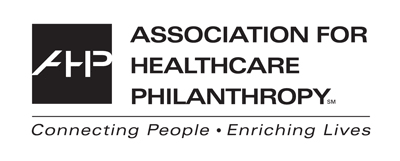 AHP
ASSOCIATION FOR
HEALTHCARE
PHILANTHROPY℠
Connecting People • Enriching Lives